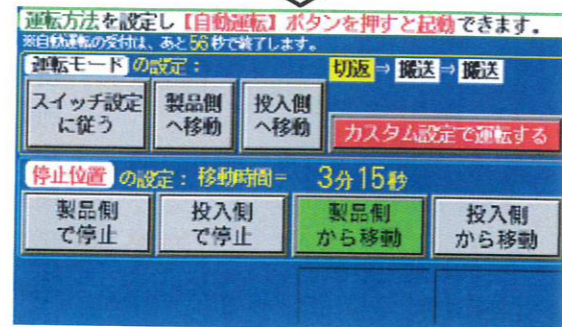 運転方法を設定し【自動運転】ボタンを押すと起動できます.
※自動運転の受付は、あと56秒で終了します。
運転モードの設定: 切返⇒搬送⇒搬送
スイッチ設定に従う
製品側へ移動
投入側へ移動
カスタム設定で運転する
停止位置の設定:移動時間= 3分15秒
製品側で停止
投入側で停止
製品側から移動
投入側から移動